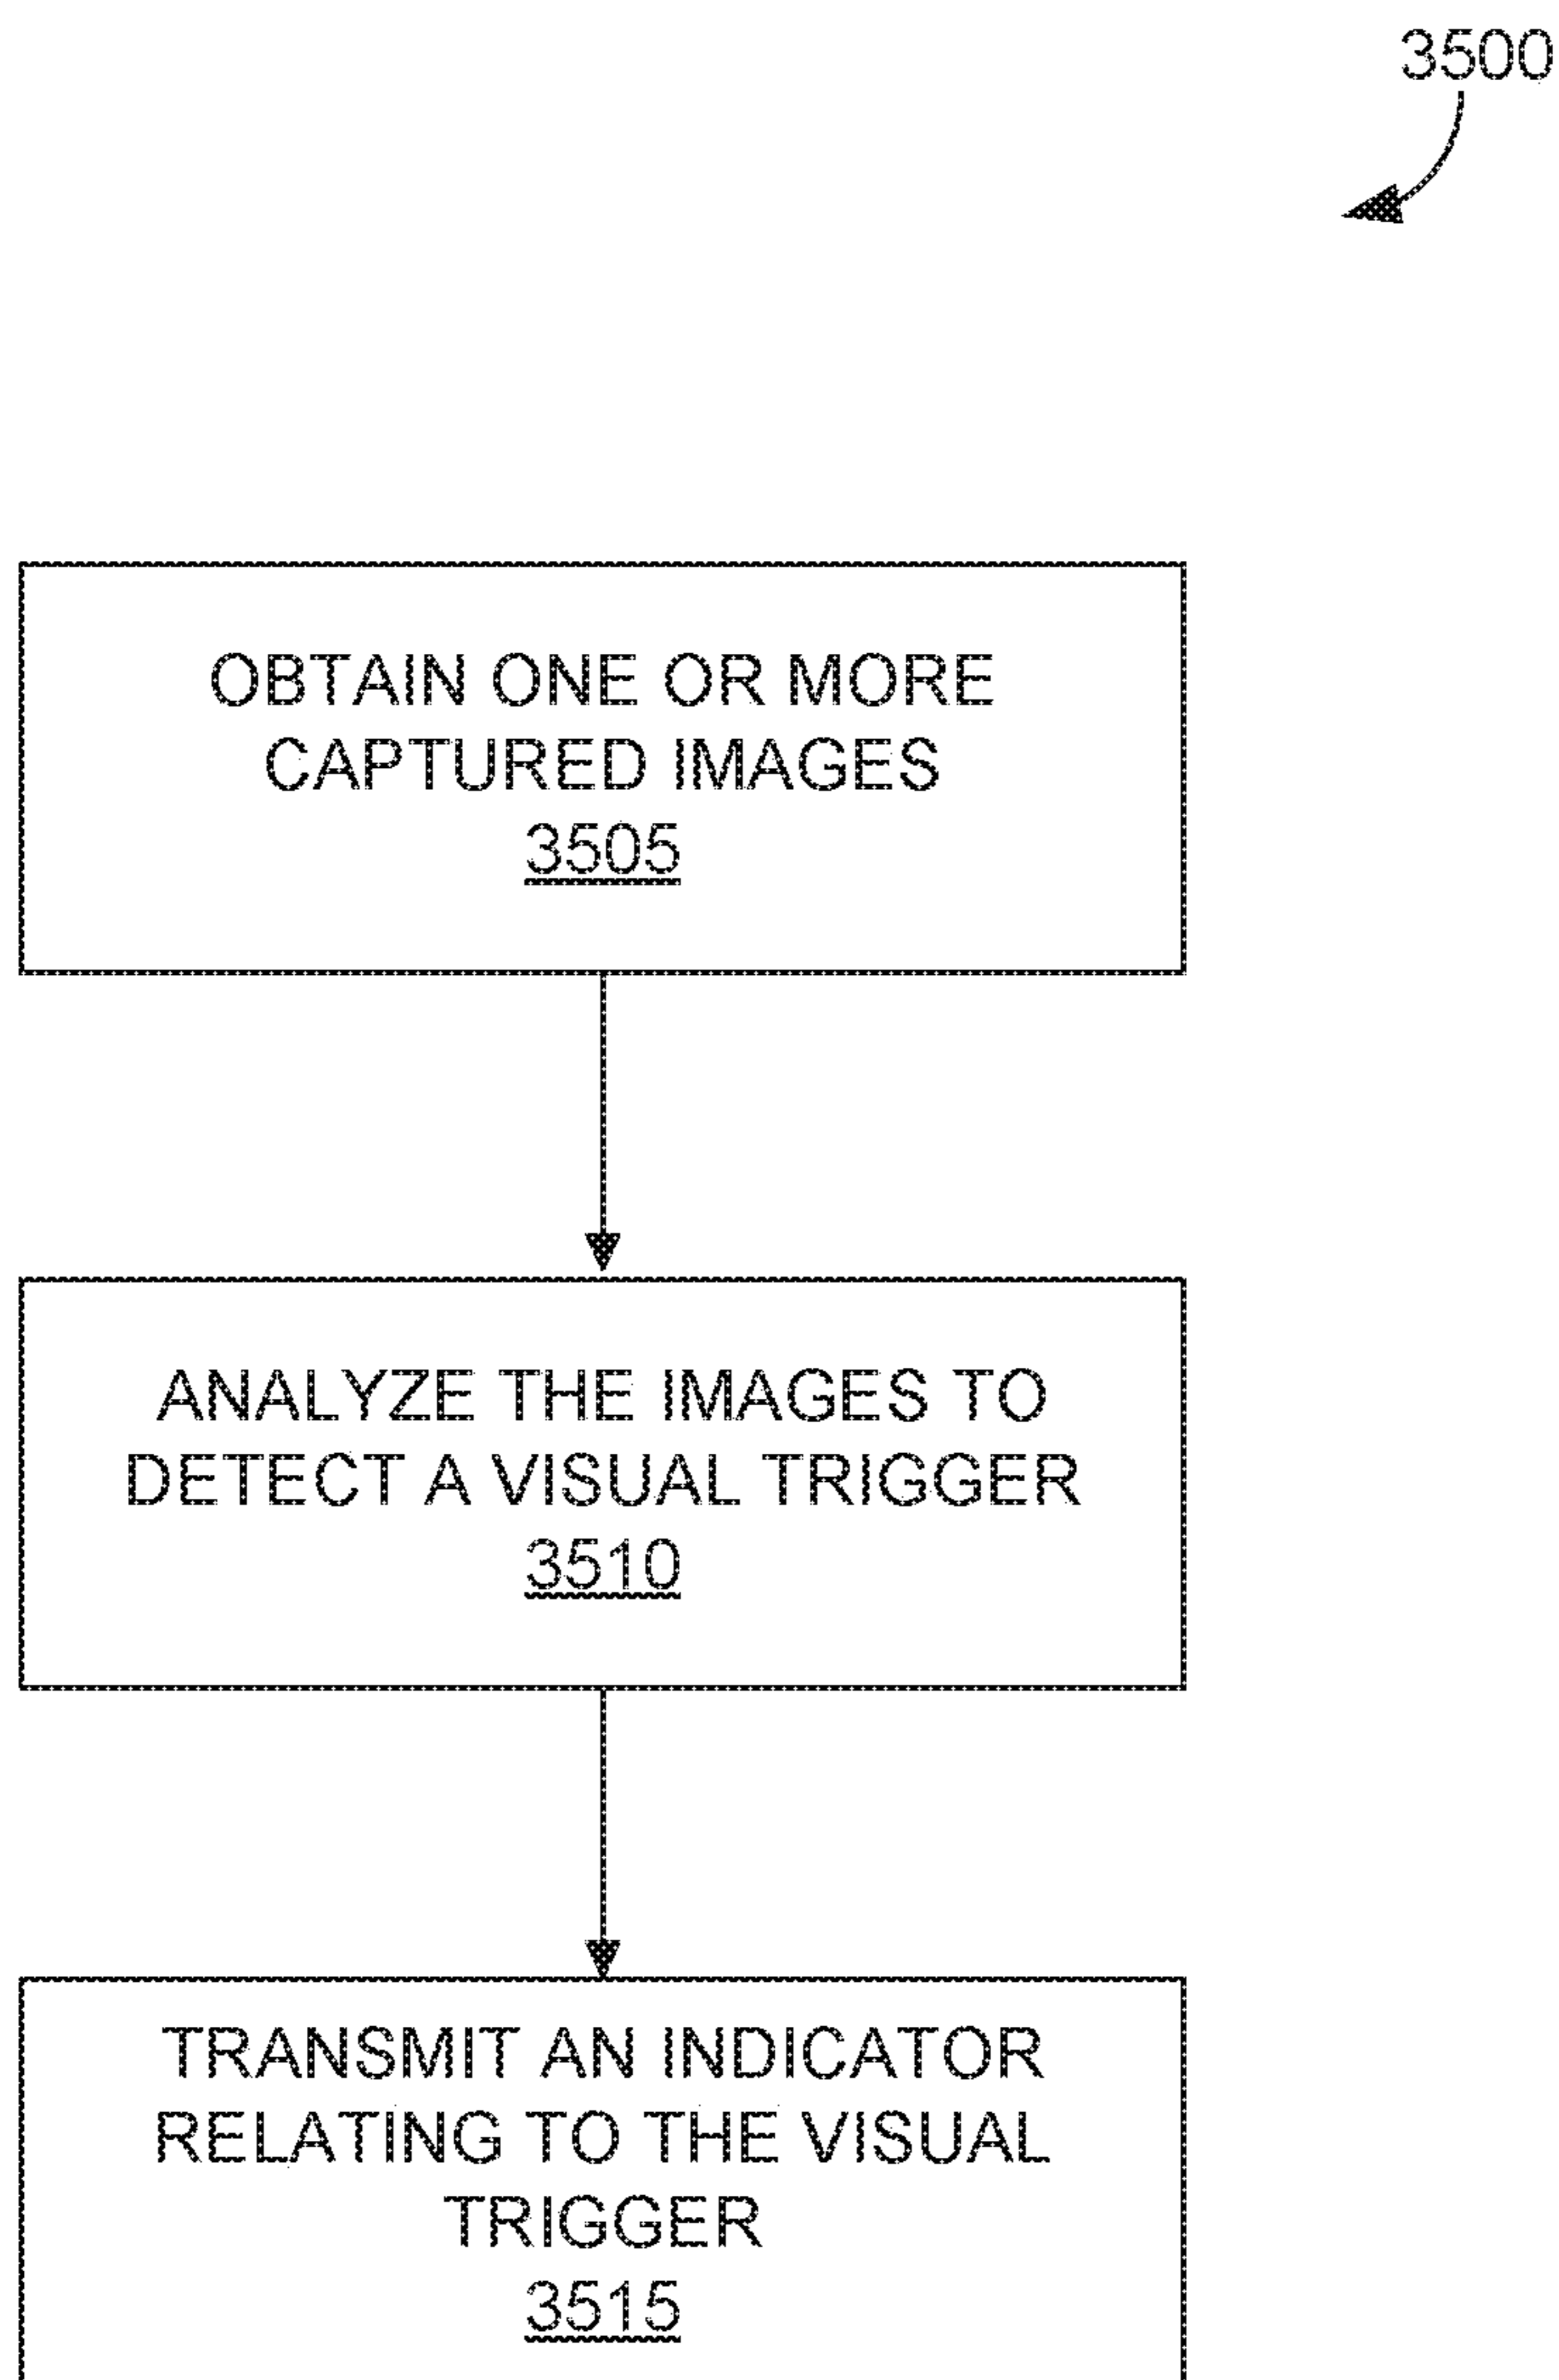 3500
OBTAIN ONE OR MORE
CAPTURED IMAGES
3505
ANALYZE THE IMAGES TO
DETECT A VISUAL TRIGGER
3510
TRANSMIT AN INDICATOR
RELATING TO THE VISUAL
TRIGGER
3515